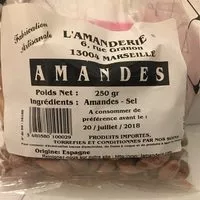 Fabrication
Artisanale
L'AMANDERIE
6, rue Granon
13004 MARSEILLE
AMANDES
Poids Net : 250 gr
Ingrédients : Amandes - Sel
A consommer de
préférence avant le :
20 / juillet / 2018
PRODUITS IMPORTES,
TORREFIES ET CONDITIONNES PAR NOS SOINS
Origine Espagne